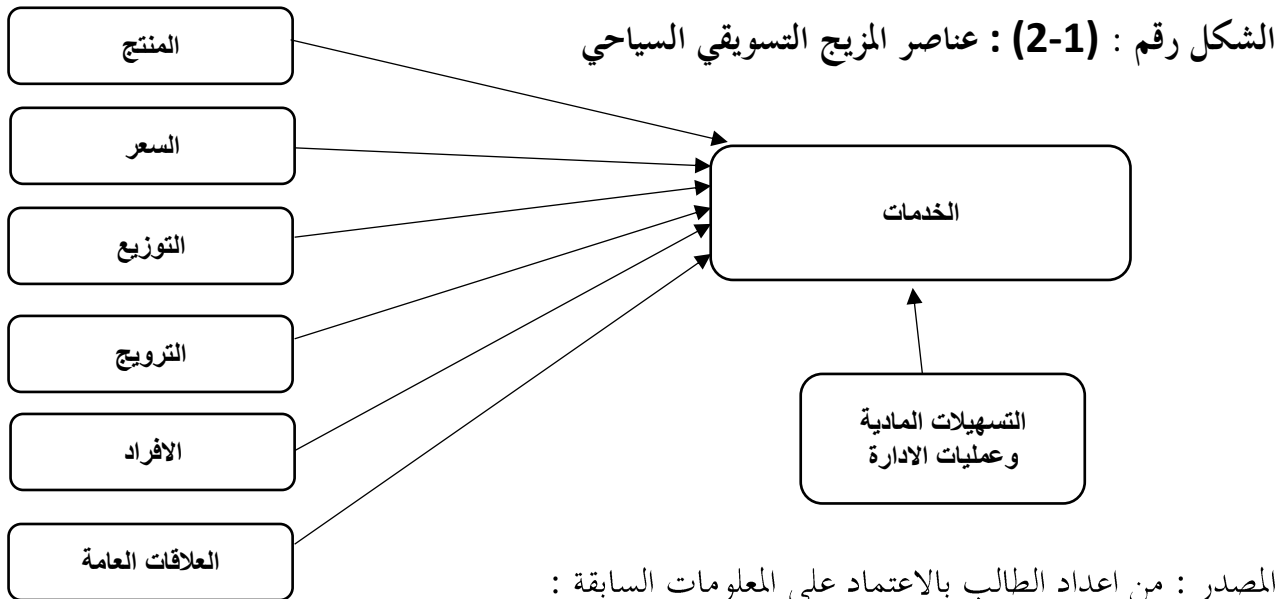 الشكل رقم : (2-1) : عناصر المزيج التسويقي السياحي
المنتج
السعر
التوزيع
الترويج
الافراد
العلاقات العامة
الخدمات
التسهيلات المادية
وعمليات الادارة
المصدر : من اعداد الطالب بالاعتماد على المعلومات السابقة :